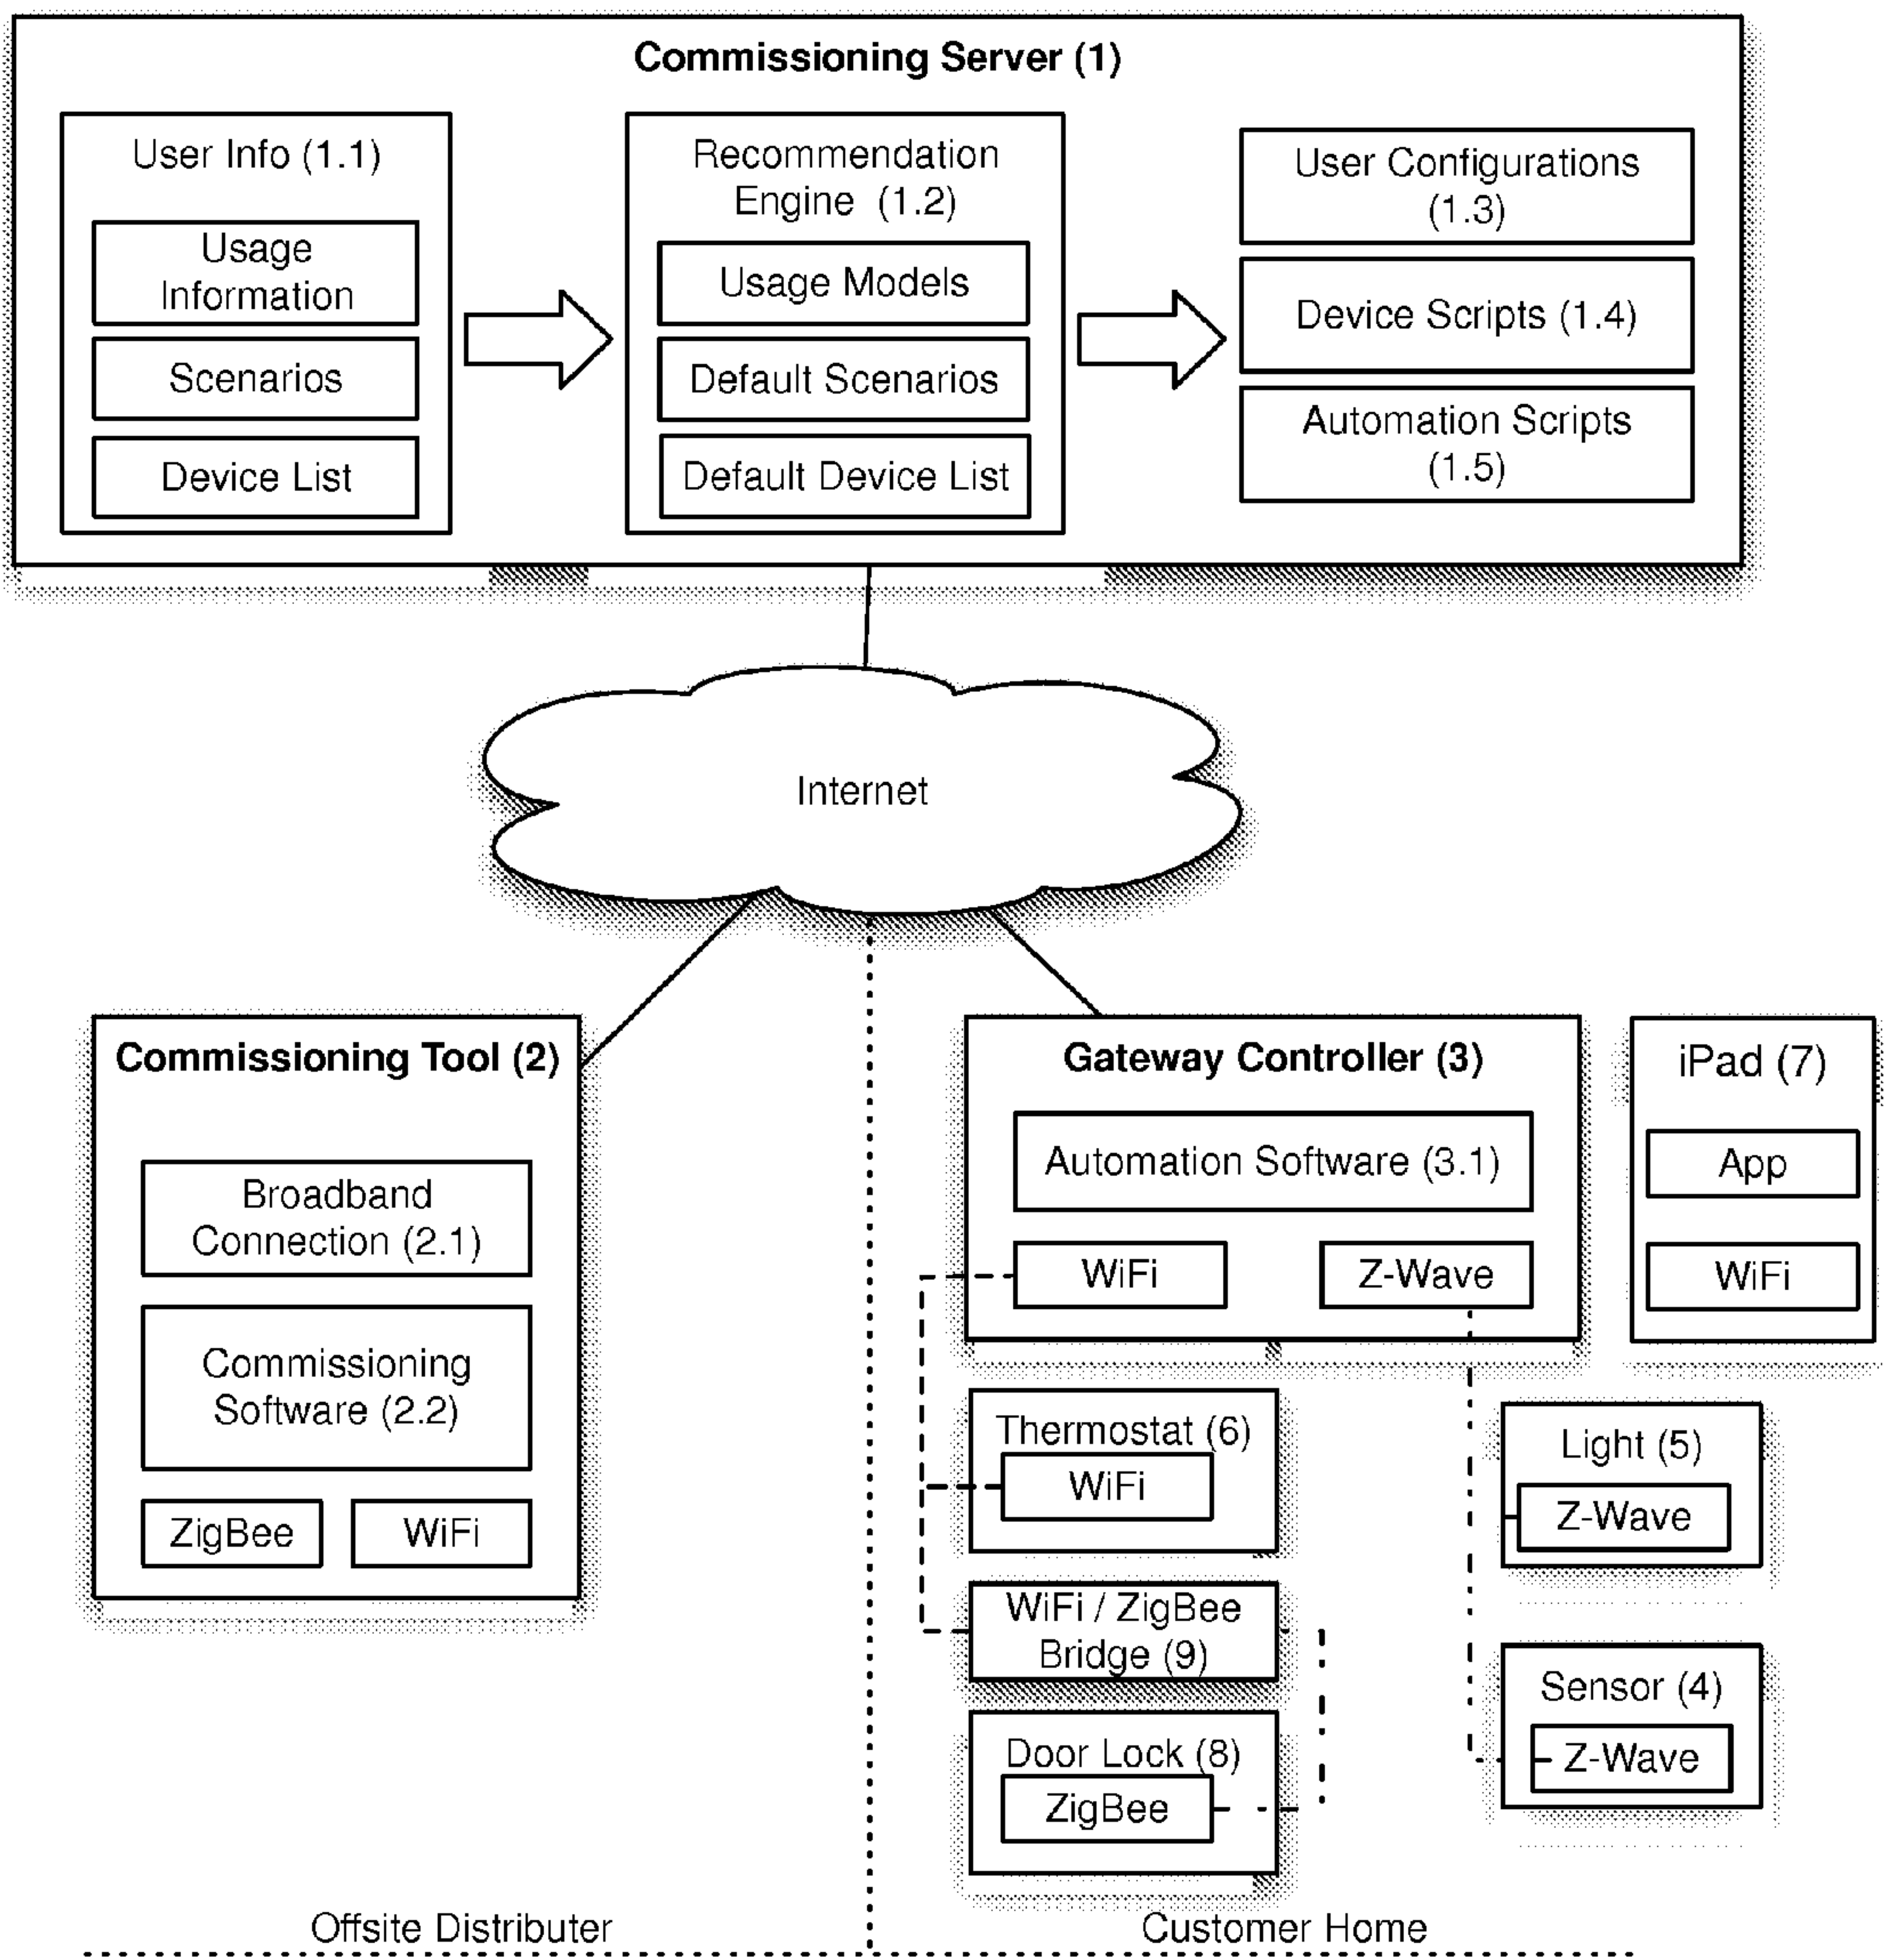 Commissioning Server (1)
User Info (1.1)
Usage
Information
Scenarios
Device List
Recommendation
Engine (1.2)
Usage Models
Default Scenarios
Default Device List
User Configurations
(1.3)
Device Scripts (1.4)
Automation Scripts
(1.5)
Internet
Commissioning Tool (2)
Broadband
Connection (2.1)
Commissioning
Software (2.2)
ZigBee
WiFi
Gateway Controller (3)
Automation Software (3.1)
WiFi
Z-Wave
iPad (7)
App
WiFi
Thermostat (6)
WiFi
WiFi / ZigBee
Bridge (9)
Door Lock (8)
ZigBee
Light (5)
Z-Wave
Sensor (4)
Z-Wave
Offsite Distributer
Customer Home